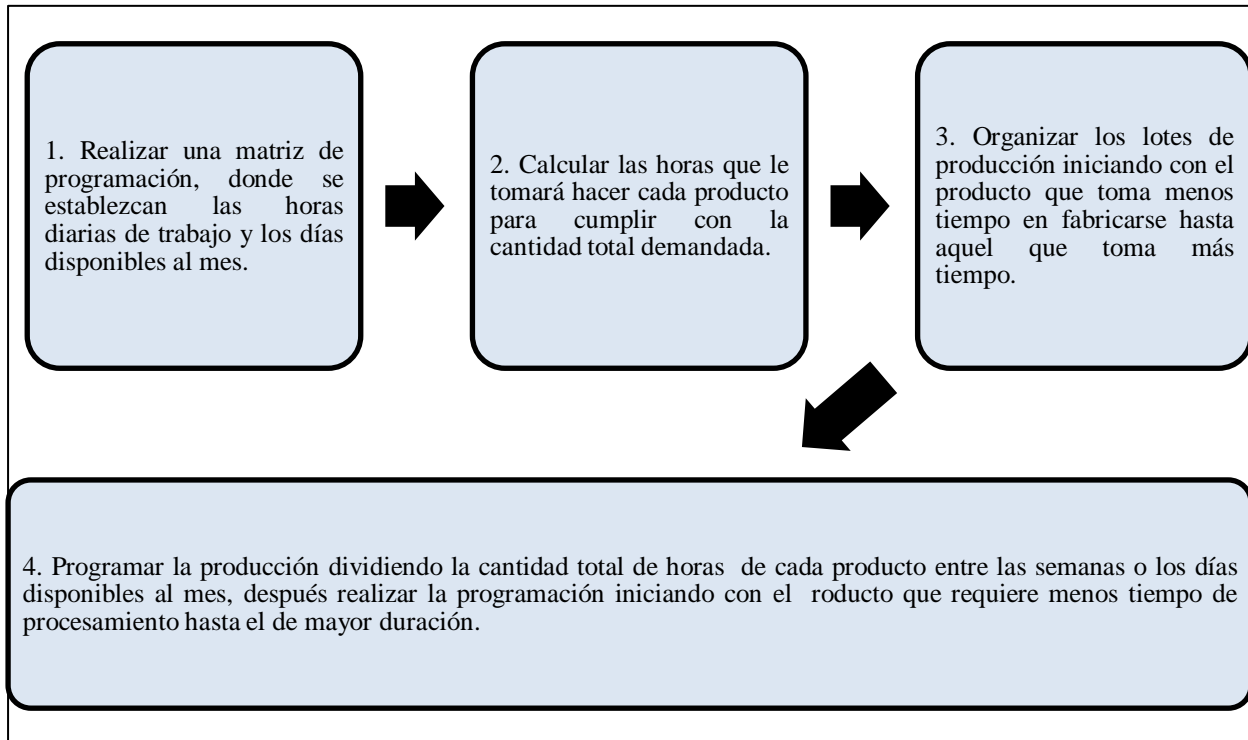 1. Realizar una matriz de
programación, donde se
establezcan las horas
diarias de trabajo y los días
disponibles al mes.
2. Calcular las horas que le
tomará hacer cada producto
para cumplir con la
cantidad total demandada.
3. Organizar los lotes de
producción iniciando con el
producto que toma menos
tiempo en fabricarse hasta
aquel que toma más
tiempo.
4. Programar la producción dividiendo la cantidad total de horas de cada producto entre las semanas o los días
disponibles al mes, después realizar la programación iniciando con el roducto que requiere menos tiempo de
procesamiento hasta el de mayor duración.